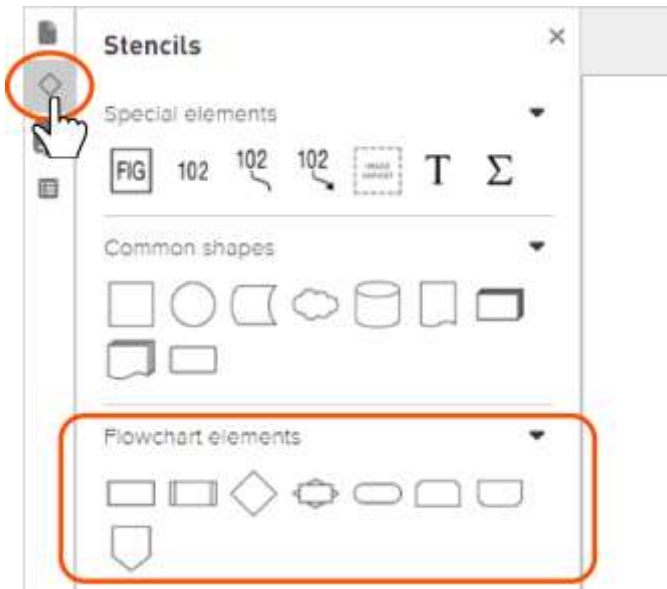 Stencils
Special elements
FIG 102 102 102 T Σ
Common shapes
Flowchart elements